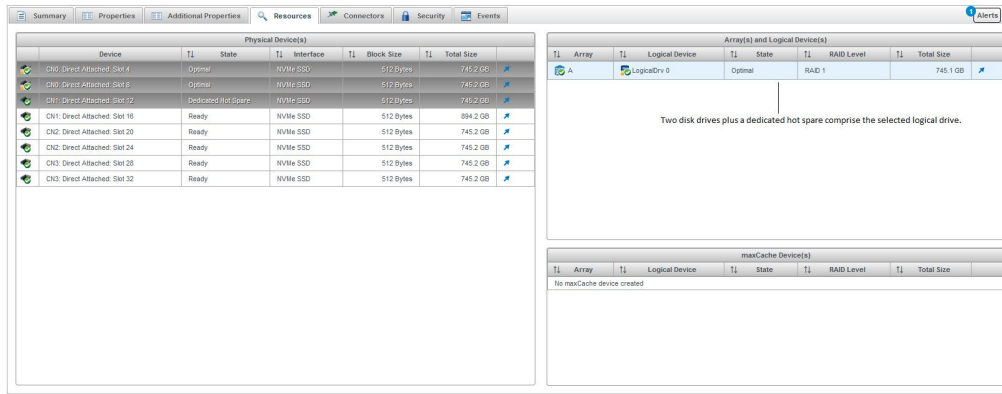 Summary Properties Additional Properties Resources Connectors Security Events 1 Alerts
Physical Device(s)
Device State Interface Block Size Total Size
CN0: Direct Attached: Slot 4 Optimal NVMe SSD 512 Bytes 745.2 GB
CN0: Direct Attached: Slot 8 Optimal NVMe SSD 512 Bytes 745.2 GB
CN1: Direct Attached: Slot 12 Dedicated Hot Spare NVMe SSD 512 Bytes 745.2 GB
CN1: Direct Attached: Slot 16 Ready NVMe SSD 512 Bytes 894.2 GB
CN2: Direct Attached: Slot 20 Ready NVMe SSD 512 Bytes 745.2 GB
CN2: Direct Attached: Slot 24 Ready NVMe SSD 512 Bytes 745.2 GB
CN3: Direct Attached: Slot 28 Ready NVMe SSD 512 Bytes 745.2 GB
CN3: Direct Attached: Slot 32 Ready NVMe SSD 512 Bytes 745.2 GB
Array(s) and Logical Device(s)
Array Logical Device State RAID Level Total Size
A LogicalDrv 0 Optimal RAID 1 745.1 GB
Two disk drives plus a dedicated hot spare comprise the selected logical drive.
maxCache Device(s)
Array Logical Device State RAID Level Total Size
No maxCache device created